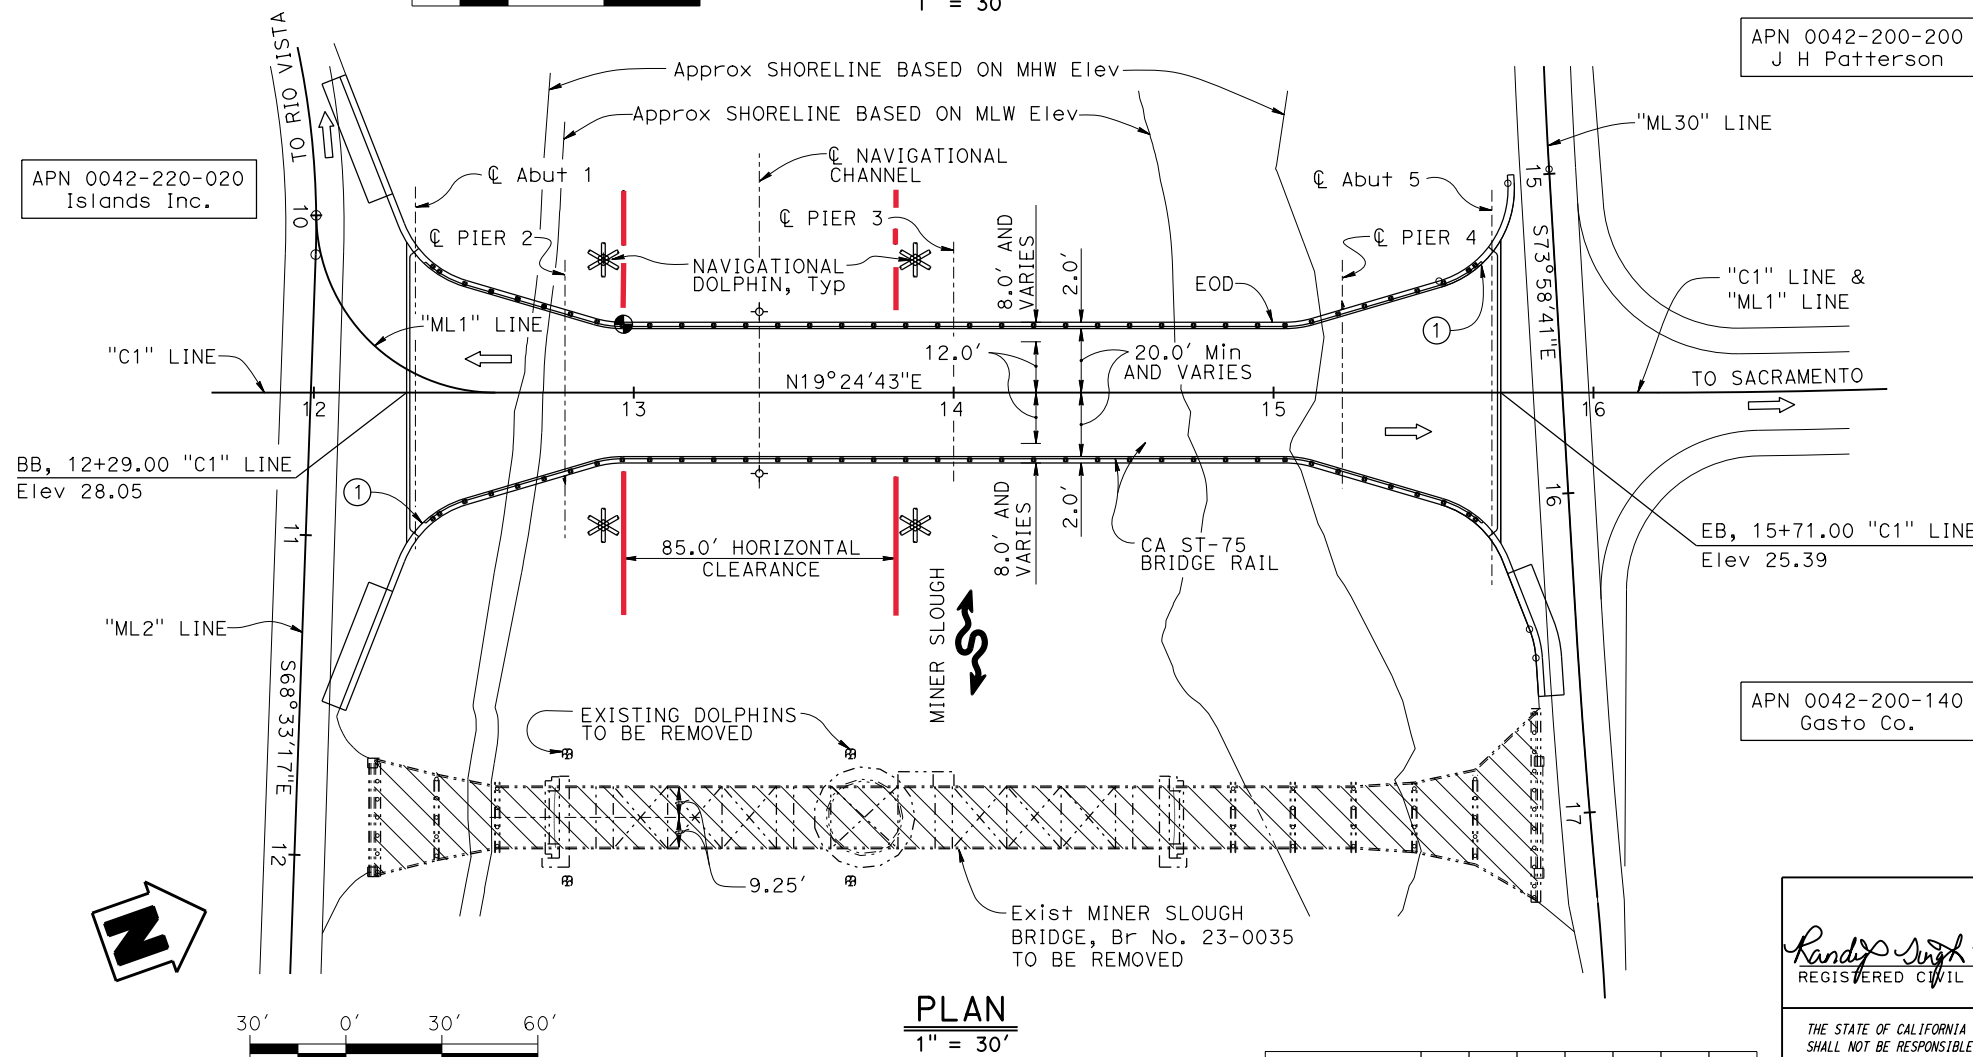 1" = 30'
APN 0042-200-200
J H Patterson
TO RIO VISTA
Approx SHORELINE BASED ON MHW Elev
Approx SHORELINE BASED ON MLW Elev
"ML30" LINE
APN 0042-220-020
Islands Inc.
℄ Abut 1
℄ NAVIGATIONAL
CHANNEL
℄ Abut 5
15
10
℄ PIER 2
℄ PIER 3
℄ PIER 4
NAVIGATIONAL
DOLPHIN, Typ
8.0' AND
VARIES
2.0'
EOD
S73°58'41"E
"C1" LINE &
"ML1" LINE
"ML1" LINE
1
"C1" LINE
12.0'
20.0' Min
AND VARIES
N19°24'43"E
TO SACRAMENTO
12
13
14
15
16
BB, 12+29.00 "C1" LINE
Elev 28.05
1
11
16
8.0' AND
VARIES
2.0'
EB, 15+71.00 "C1" LINE
Elev 25.39
85.0' HORIZONTAL
CLEARANCE
CA ST-75
BRIDGE RAIL
MINER SLOUGH
"ML2" LINE
S68°33'17"E
APN 0042-200-140
Gasto Co.
EXISTING DOLPHINS
TO BE REMOVED
17
12
9.25'
N
Exist MINER SLOUGH
BRIDGE, Br No. 23-0035
TO BE REMOVED
Randy Singh
REGISTERED CIVIL
PLAN
1" = 30'
30' 0' 30' 60'
THE STATE OF CALIFORNIA
SHALL NOT BE RESPONSIBLE